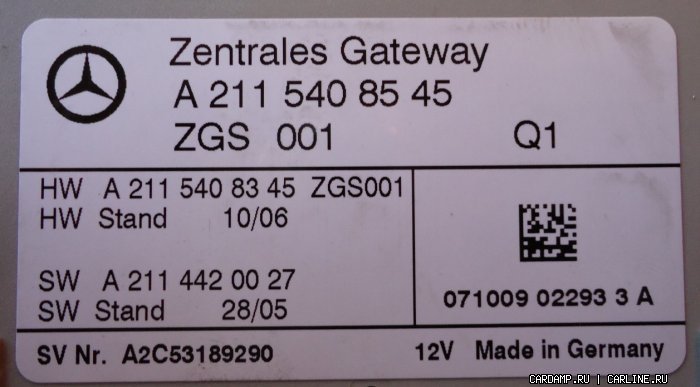 Zentrales Gateway
A 211 540 85 45
ZGS 001 Q1
HW A 211 540 83 45 ZGS001
HW Stand 10/06
SW A 211 442 00 27
SW Stand 28/05
071009 02293 3 A
SV Nr. A2C53189290 12V Made in Germany
CARDAMP.RU | CARLINE.RU